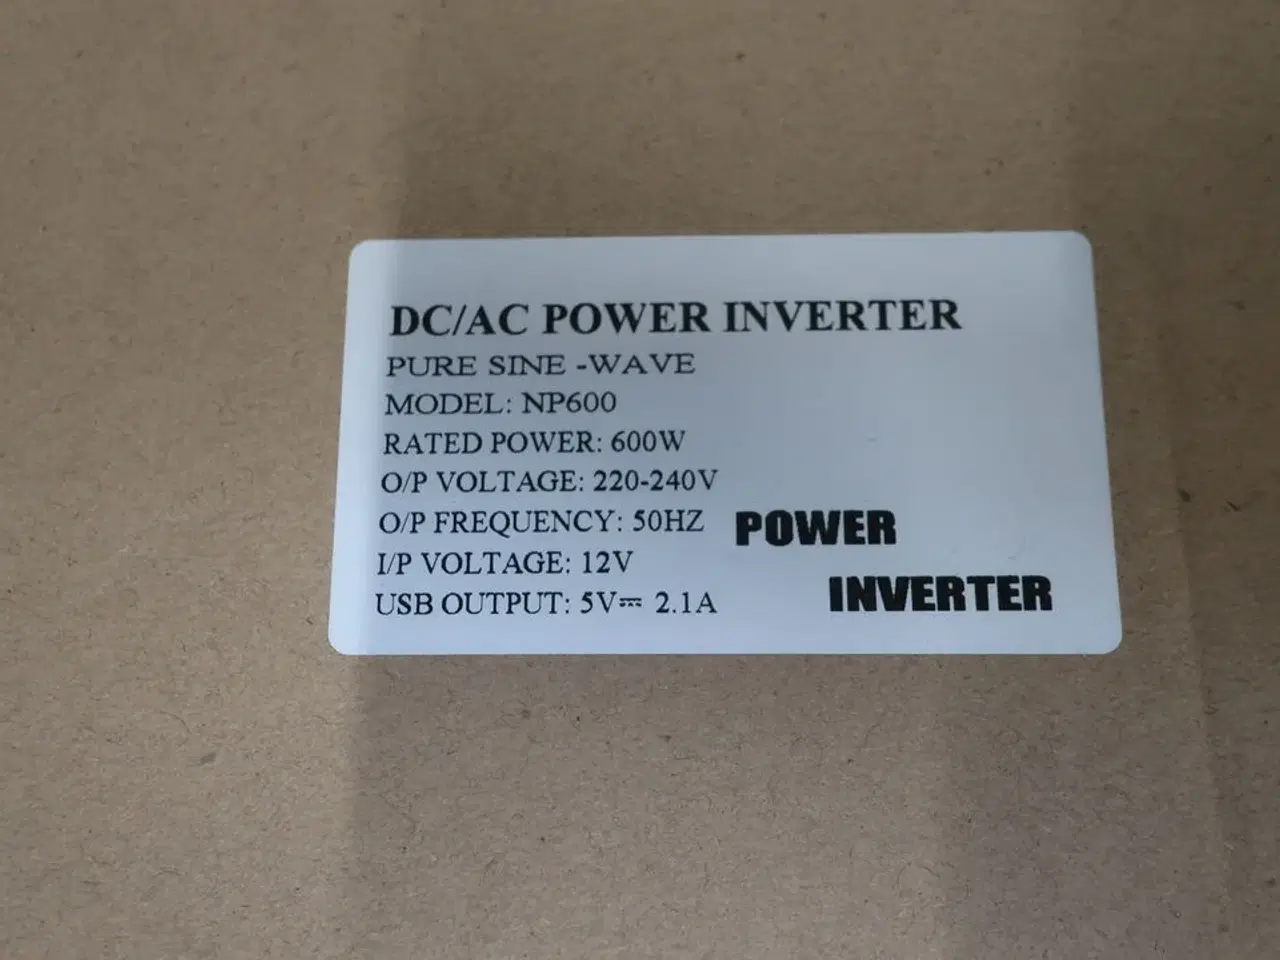 DC/AC POWER INVERTER
PURE SINE -WAVE
MODEL: NP600
RATED POWER: 600W
O/P VOLTAGE: 220-240V
O/P FREQUENCY: 50HZ
I/P VOLTAGE: 12V
USB OUTPUT: 5V⎓ 2.1A
POWER
INVERTER